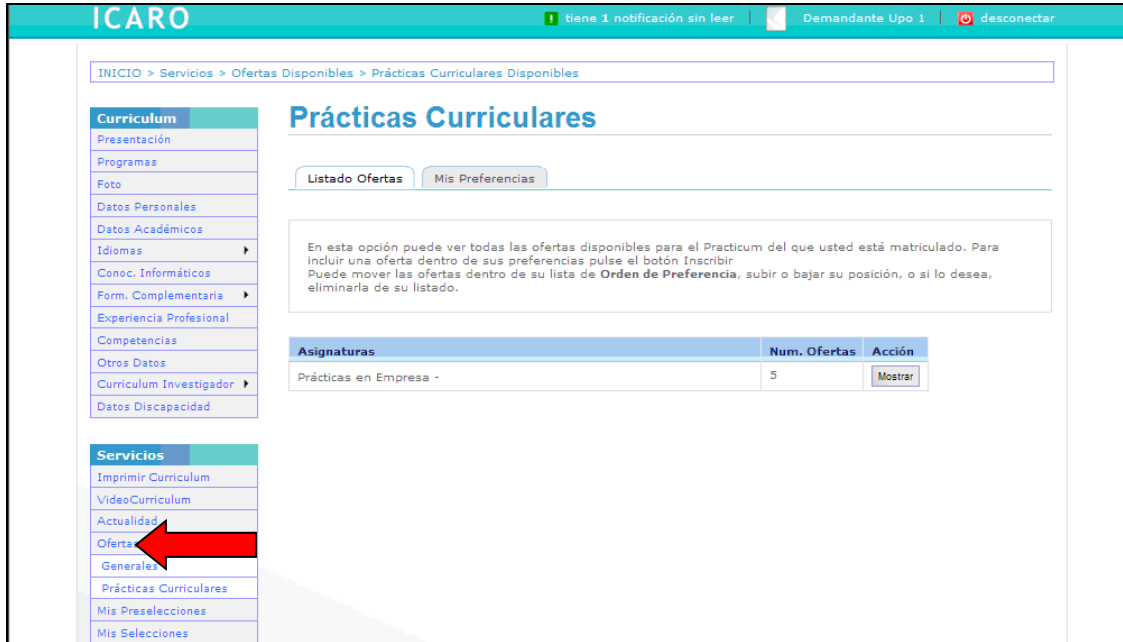 ICARO
! tiene 1 notificación sin leer | Demandante Upo 1 | desconectar
INICIO > Servicios > Ofertas Disponibles > Prácticas Curriculares Disponibles
Curriculum
Presentación
Programas
Foto
Datos Personales
Datos Académicos
Idiomas
Conoc. Informáticos
Form. Complementaria
Experiencia Profesional
Competencias
Otros Datos
Curriculum Investigador
Datos Discapacidad
Servicios
Imprimir Curriculum
VideoCurriculum
Actualidad
Ofertas
Generales
Prácticas Curriculares
Mis Preselecciones
Mis Selecciones
Prácticas Curriculares
Listado Ofertas Mis Preferencias
En esta opción puede ver todas las ofertas disponibles para el Practicum del que usted está matriculado. Para
incluir una oferta dentro de sus preferencias pulse el botón Inscribir
Puede mover las ofertas dentro de su lista de Orden de Preferencia, subir o bajar su posición, o si lo desea,
eliminarla de su listado.
Asignaturas Num. Ofertas Acción
Prácticas en Empresa - 5 Mostrar